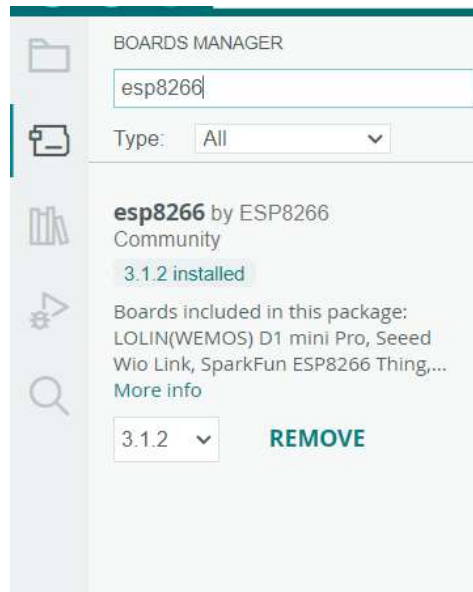 BOARDS MANAGER
esp8266
Type: All
esp8266 by ESP8266
Community
3.1.2 installed
Boards included in this package:
LOLIN(WEMOS) D1 mini Pro, Seeed
Wio Link, SparkFun ESP8266 Thing,...
More info
3.1.2 REMOVE